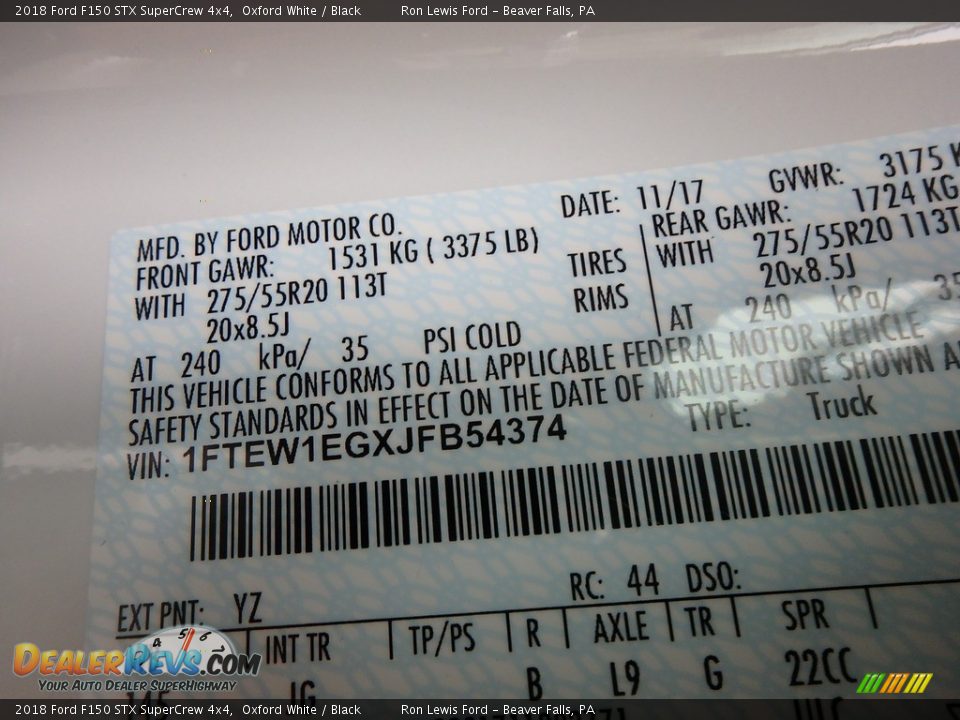 2018 Ford F150 STX SuperCrew 4x4, Oxford White / Black Ron Lewis Ford - Beaver Falls, PA
MFD. BY FORD MOTOR CO. DATE: 11/17 GVWR: 3175
FRONT GAWR: 1531 KG ( 3375 LB) REAR GAWR: 1724 KG
WITH 275/55R20 113T TIRES WITH 275/55R20 113T
20x8.5J RIMS 20x8.5J
AT 240 kPa/ 35 PSI COLD AT 240 kPa/ 35
THIS VEHICLE CONFORMS TO ALL APPLICABLE FEDERAL MOTOR VEHICLE
SAFETY STANDARDS IN EFFECT ON THE DATE OF MANUFACTURE SHOWN
VIN: 1FTEW1EGXJFB54374 TYPE: Truck
RC: 44 DSO:
EXT PNT: YZ
INT TR TP/PS R AXLE TR SPR
B L9 G 22CC
4 5 6
DealerRevs.com
Your Auto Dealer SuperHighway
2018 Ford F150 STX SuperCrew 4x4, Oxford White / Black Ron Lewis Ford - Beaver Falls, PA